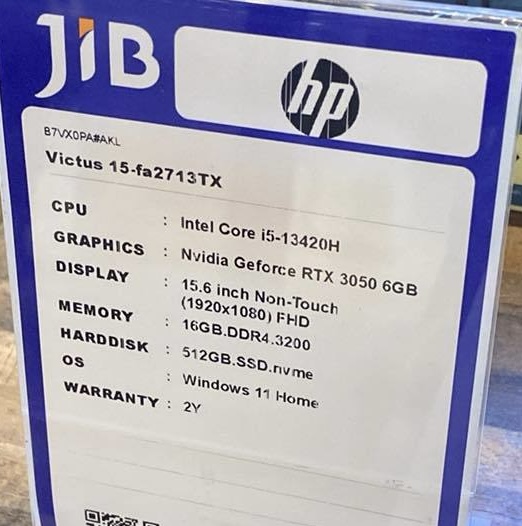 JIB
hp
B7VX0PA#AKL
Victus 15-fa2713TX
CPU : Intel Core i5-13420H
GRAPHICS : Nvidia Geforce RTX 3050 6GB
DISPLAY : 15.6 inch Non-Touch
(1920x1080) FHD
MEMORY : 16GB.DDR4.3200
HARDDISK : 512GB.SSD.nvme
OS : Windows 11 Home
WARRANTY : 2Y